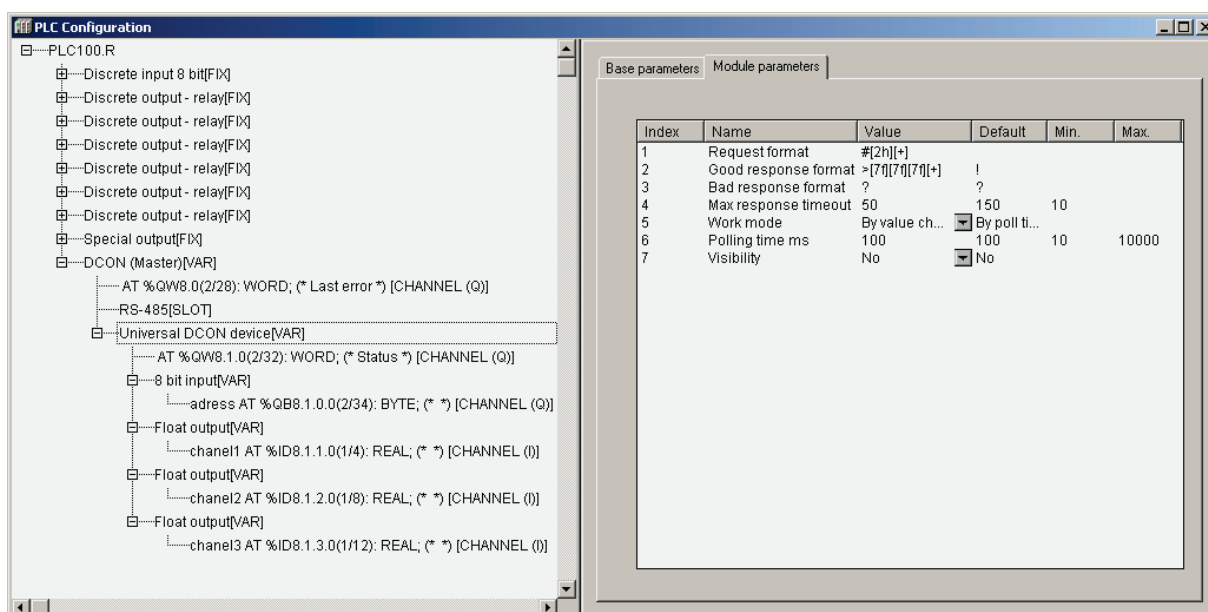 PLC Configuration
PLC100.R
Discrete input 8 bit[FIX]
Discrete output - relay[FIX]
Discrete output - relay[FIX]
Discrete output - relay[FIX]
Discrete output - relay[FIX]
Discrete output - relay[FIX]
Discrete output - relay[FIX]
Special output[FIX]
DCON (Master)[VAR]
AT %QW8.0(2/28): WORD; (* Last error *) [CHANNEL (Q)]
RS-485[SLOT]
Universal DCON device[VAR]
AT %QW8.1.0(2/32): WORD; (* Status *) [CHANNEL (Q)]
8 bit input[VAR]
adress AT %QB8.1.0.0(2/34): BYTE; (* *) [CHANNEL (Q)]
Float output[VAR]
chanel1 AT %ID8.1.1.0(1/4): REAL; (* *) [CHANNEL (I)]
Float output[VAR]
chanel2 AT %ID8.1.2.0(1/8): REAL; (* *) [CHANNEL (I)]
Float output[VAR]
chanel3 AT %ID8.1.3.0(1/12): REAL; (* *) [CHANNEL (I)]
Base parameters Module parameters
Index Name Value Default Min. Max.
1 Request format #[2h][+]
2 Good response format >[7f][7f][7f][+] !
3 Bad response format ? ?
4 Max response timeout 50 150 10
5 Work mode By value ch... By poll ti...
6 Polling time ms 100 100 10 10000
7 Visibility No No